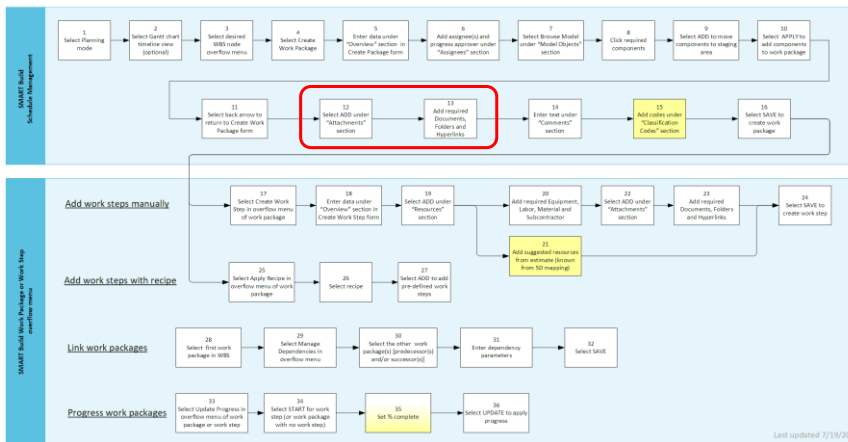 SMART Build
Schedule Management
1
Select Planning
mode
2
Select Gantt chart
timeline view
(optional)
3
Select desired
WBS node
overflow menu
4
Select Create
Work Package
5
Enter data under
“Overview” section in
Create Package form
6
Add assignee(s) and
progress approver under
“Assignees” section
7
Select Browse Model
under “Model Objects”
section
8
Click required
components
9
Select ADD to move
components to staging
area
10
Select APPLY to
add components
to work package
11
Select back arrow to
return to Create Work
Package form
12
Select ADD under
“Attachments”
section
13
Add required
Documents,
Folders and
Hyperlinks
14
Enter text under
“Comments”
section
15
Add codes under
“Classification
Codes” section
16
Select SAVE to
create work
package
SMART Build Work Package or Work Step
overflow menu
Add work steps manually
17
Select Create Work
Step in overflow menu
of work package
18
Enter data under
“Overview” section in
Create Work Step form
19
Select ADD under
“Resources”
section
20
Add required Equipment,
Labor, Material and
Subcontractor
21
Add suggested resources
from estimate (known
from 5D mapping)
22
Select ADD under
“Attachments”
section
23
Add required
Documents, Folders
and Hyperlinks
24
Select SAVE to
create work step
Add work steps with recipe
25
Select Apply Recipe in
overflow menu of work
package
26
Select recipe
27
Select ADD to add
pre-defined work
steps
Link work packages
28
Select first work
package in WBS
29
Select Manage
Dependencies in
overflow menu
30
Select the other work
package(s) [predecessor(s)
and/or successor(s)]
31
Enter dependency
parameters
32
Select SAVE
Progress work packages
33
Select Update Progress in
overflow menu of work
package or work step
34
Select START for work
step (or work package
with no work step)
35
Set % complete
36
Select UPDATE to apply
progress
Last updated 7/19/20